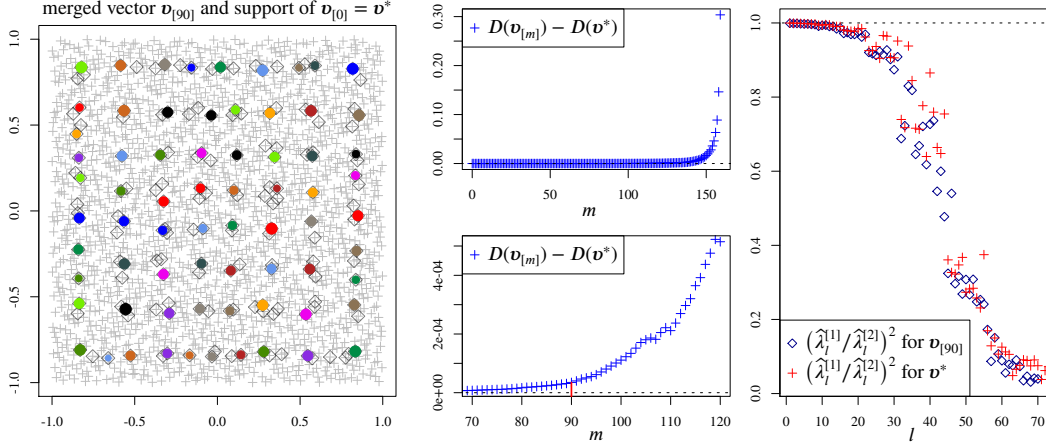 merged vector 𝝊[90] and support of 𝝊[0] = 𝝊*
1.0
0.5
0.0
-0.5
-1.0
-1.0 -0.5 0.0 0.5 1.0
D(𝝊[m]) − D(𝝊*)
0.30
0.20
0.10
0.00
0 50 100 150
m
D(𝝊[m]) − D(𝝊*)
4e-04
2e-04
0e+00
70 80 90 100 110 120
m
1.0
0.8
0.6
0.4
0.2
0.0
(λ̂l[1]/λ̂l[2])2 for 𝝊[90]
(λ̂l[1]/λ̂l[2])2 for 𝝊*
0 10 20 30 40 50 60 70
l